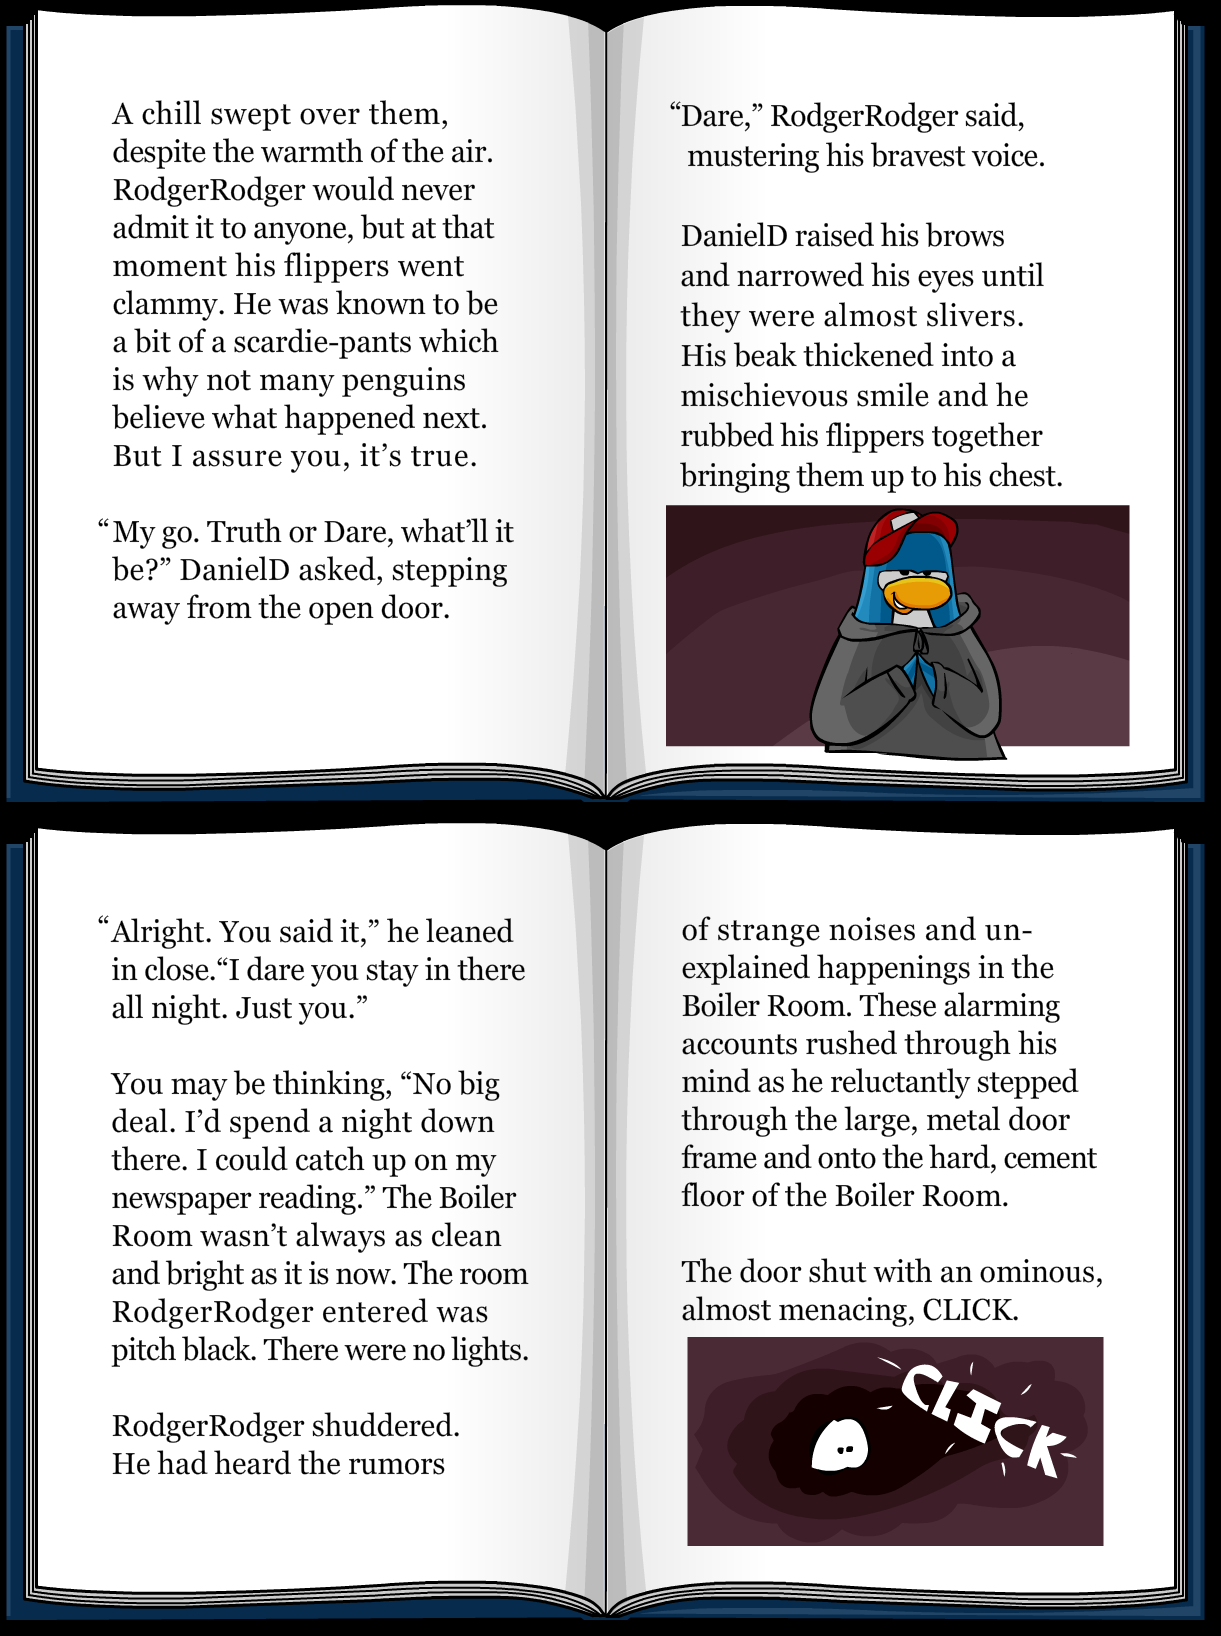 A chill swept over them,
despite the warmth of the air.
RodgerRodger would never
admit it to anyone, but at that
moment his flippers went
clammy. He was known to be
a bit of a scardie-pants which
is why not many penguins
believe what happened next.
But I assure you, it’s true.
“My go. Truth or Dare, what’ll it
be?” DanielD asked, stepping
away from the open door.
“Dare,” RodgerRodger said,
mustering his bravest voice.
DanielD raised his brows
and narrowed his eyes until
they were almost slivers.
His beak thickened into a
mischievous smile and he
rubbed his flippers together
bringing them up to his chest.
“Alright. You said it,” he leaned
in close.“I dare you stay in there
all night. Just you.”
You may be thinking, “No big
deal. I’d spend a night down
there. I could catch up on my
newspaper reading.” The Boiler
Room wasn’t always as clean
and bright as it is now. The room
RodgerRodger entered was
pitch black. There were no lights.
RodgerRodger shuddered.
He had heard the rumors
of strange noises and un-
explained happenings in the
Boiler Room. These alarming
accounts rushed through his
mind as he reluctantly stepped
through the large, metal door
frame and onto the hard, cement
floor of the Boiler Room.
The door shut with an ominous,
almost menacing, CLICK.
CLICK